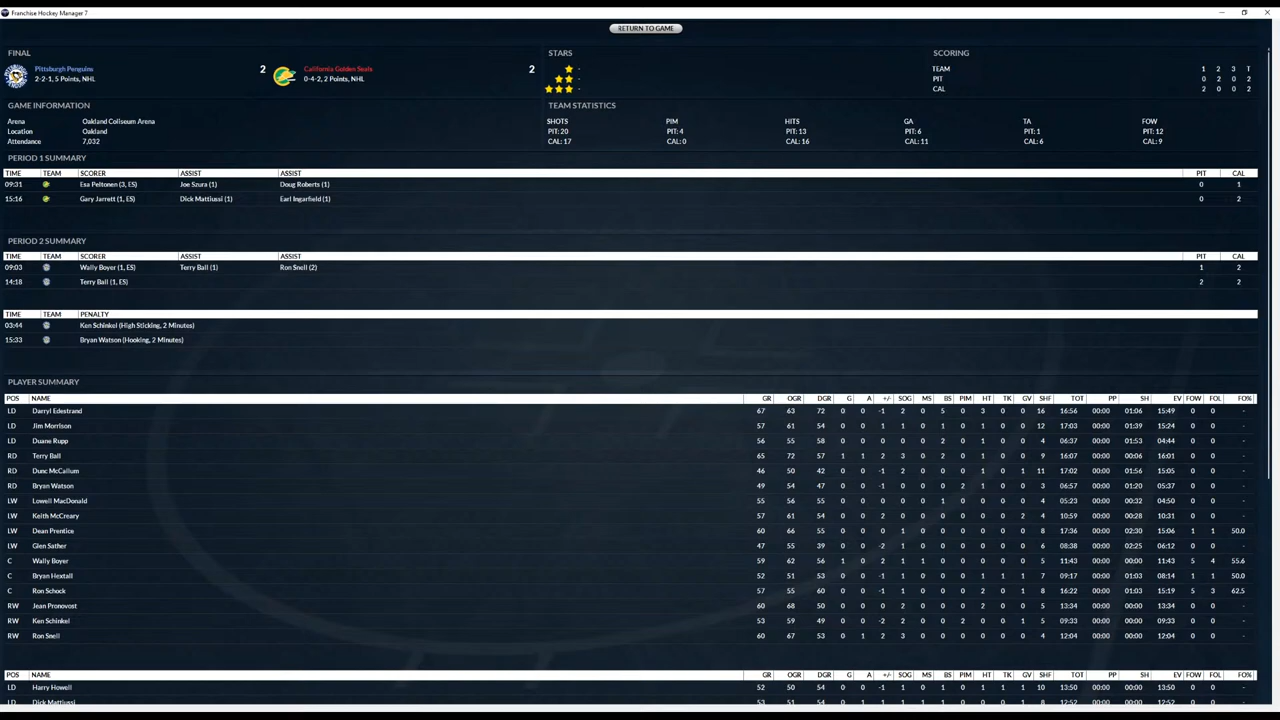 Franchise Hockey Manager 7
RETURN TO GAME
FINAL STARS SCORING
Pittsburgh Penguins 2 California Golden Seals 2 - TEAM 1 2 3 T
2-2-1, 5 Points, NHL 0-4-2, 2 Points, NHL - PIT 0 2 0 2
- CAL 2 0 0 2
GAME INFORMATION TEAM STATISTICS
Arena Oakland Coliseum Arena SHOTS PIM HITS GA TA FOW
Location Oakland PIT: 20 PIT: 4 PIT: 13 PIT: 6 PIT: 1 PIT: 12
Attendance 7,032 CAL: 17 CAL: 0 CAL: 16 CAL: 11 CAL: 6 CAL: 9
PERIOD 1 SUMMARY
TIME TEAM SCORER ASSIST ASSIST PIT CAL
09:31 Esa Peltonen (3, ES) Joe Szura (1) Doug Roberts (1) 0 1
15:16 Gary Jarrett (1, ES) Dick Mattiussi (1) Earl Ingarfield (1) 0 2
PERIOD 2 SUMMARY
TIME TEAM SCORER ASSIST ASSIST PIT CAL
09:03 Wally Boyer (1, ES) Terry Ball (1) Ron Snell (2) 1 2
14:18 Terry Ball (1, ES) 2 2
TIME TEAM PENALTY
03:44 Ken Schinkel (High Sticking, 2 Minutes)
15:33 Bryan Watson (Hooking, 2 Minutes)
PLAYER SUMMARY
POS NAME GR OGR DGR G A +/- SOG MS BS PIM HT TK GV SHF TOT PP SH EV FOW FOL FO%
LD Darryl Edestrand 67 63 72 0 0 -1 2 0 5 0 3 0 0 16 16:56 00:00 01:06 15:49 0 0 -
LD Jim Morrison 57 61 54 0 0 1 1 0 1 0 1 0 0 12 17:03 00:00 01:39 15:24 0 0 -
LD Duane Rupp 56 55 58 0 0 0 0 0 2 0 1 0 0 4 06:37 00:00 01:53 04:44 0 0 -
RD Terry Ball 65 72 57 1 1 2 3 0 2 0 1 0 0 9 16:07 00:00 00:06 16:01 0 0 -
RD Dunc McCallum 46 50 42 0 0 -1 2 0 0 0 1 0 1 11 17:02 00:00 01:56 15:05 0 0 -
RD Bryan Watson 49 54 47 0 0 -1 0 0 0 2 1 0 0 3 06:57 00:00 01:20 05:37 0 0 -
LW Lowell MacDonald 55 56 55 0 0 0 0 0 1 0 0 0 0 4 05:23 00:00 00:32 04:50 0 0 -
LW Keith McCreary 57 61 54 0 0 2 0 0 0 0 0 0 2 4 10:59 00:00 00:28 10:31 0 0 -
LW Dean Prentice 60 66 55 0 0 0 1 0 0 0 0 0 0 8 17:36 00:00 02:30 15:06 1 1 50.0
LW Glen Sather 47 55 39 0 0 -2 1 0 0 0 0 0 0 6 08:38 00:00 02:25 06:12 0 0 -
C Wally Boyer 59 62 56 1 0 2 1 1 0 0 0 0 0 5 11:43 00:00 00:00 11:43 5 4 55.6
C Bryan Hextall 52 51 53 0 0 -1 1 0 0 0 1 1 1 7 09:17 00:00 01:03 08:14 1 1 50.0
C Ron Schock 57 55 60 0 0 -1 1 0 0 0 2 0 1 8 16:22 00:00 01:03 15:19 5 3 62.5
RW Jean Pronovost 60 68 50 0 0 0 2 0 0 0 2 0 0 5 13:34 00:00 00:00 13:34 0 0 -
RW Ken Schinkel 53 59 49 0 0 -2 2 0 0 2 0 0 1 5 09:33 00:00 00:00 09:33 0 0 -
RW Ron Snell 60 67 53 0 1 2 3 0 0 0 0 0 0 4 12:04 00:00 00:00 12:04 0 0 -
POS NAME GR OGR DGR G A +/- SOG MS BS PIM HT TK GV SHF TOT PP SH EV FOW FOL FO%
LD Harry Howell 52 50 54 0 0 -1 1 0 1 0 1 1 1 10 13:50 00:00 00:00 13:50 0 0 -
LD Dick Mattiussi 53 51 54 0 1 1 1 0 1 0 0 0 1 8 12:52 00:00 00:00 12:52 0 0 -